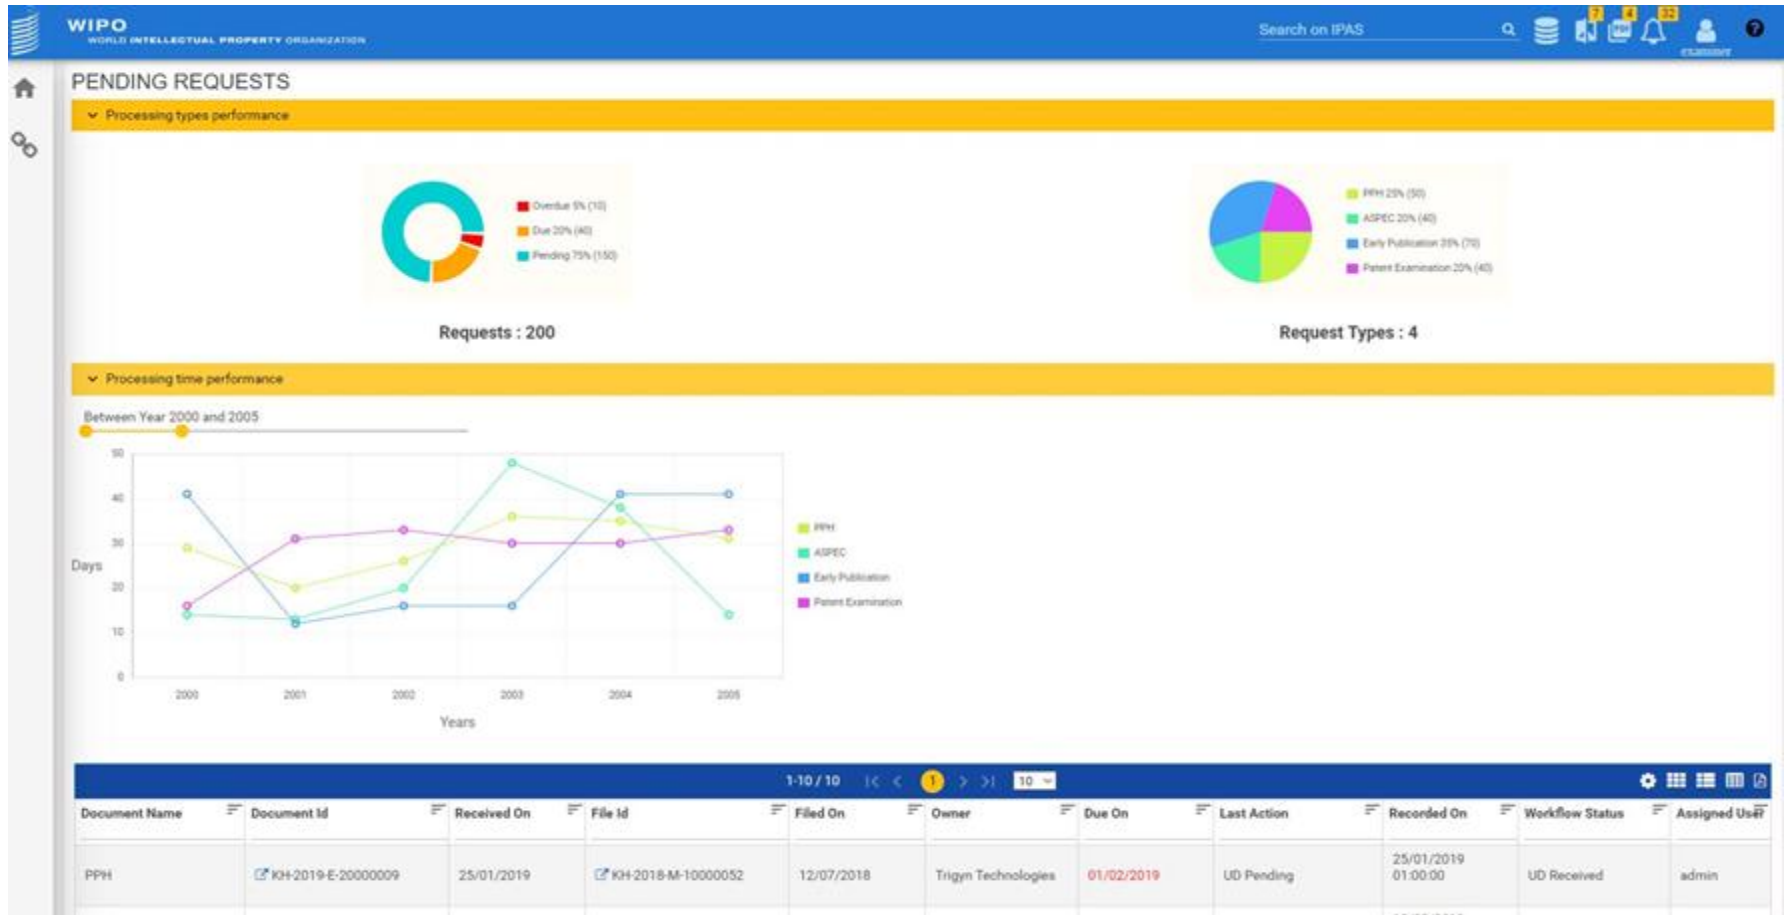 WIPO
WORLD INTELLECTUAL PROPERTY ORGANIZATION
Search on IPAS
7
4
32
examiner
PENDING REQUESTS
Processing types performance
Overdue 5% (10)
Due 20% (40)
Pending 75% (150)
Requests : 200
PPH 25% (50)
ASPEC 20% (40)
Early Publication 35% (70)
Patent Examination 20% (40)
Request Types : 4
Processing time performance
Between Year 2000 and 2005
50
40
30
20
10
0
Days
2000 2001 2002 2003 2004 2005
Years
PPH
ASPEC
Early Publication
Patent Examination
1-10 / 10 |< < 1 > >| 10
Document Name Document Id Received On File Id Filed On Owner Due On Last Action Recorded On Workflow Status Assigned User
PPH KH-2019-E-20000009 25/01/2019 KH-2018-M-10000052 12/07/2018 Trigyn Technologies 01/02/2019 UD Pending 25/01/2019 01:00:00 UD Received admin